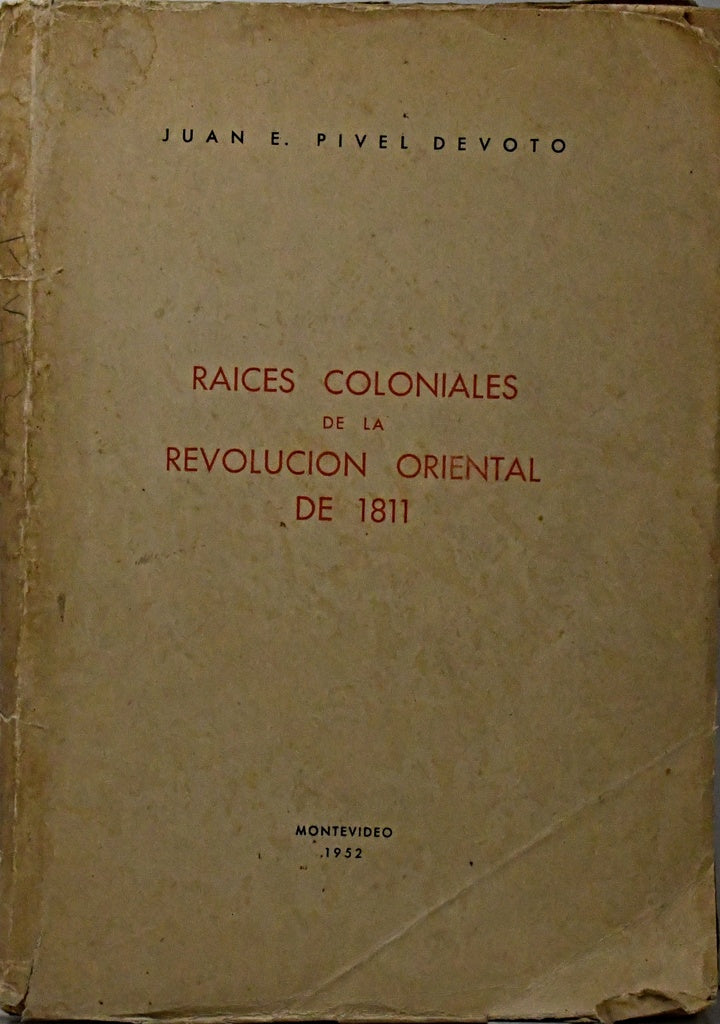 JUAN E. PIVEL DEVOTO
RAICES COLONIALES
DE LA
REVOLUCION ORIENTAL
DE 1811
MONTEVIDEO
1952